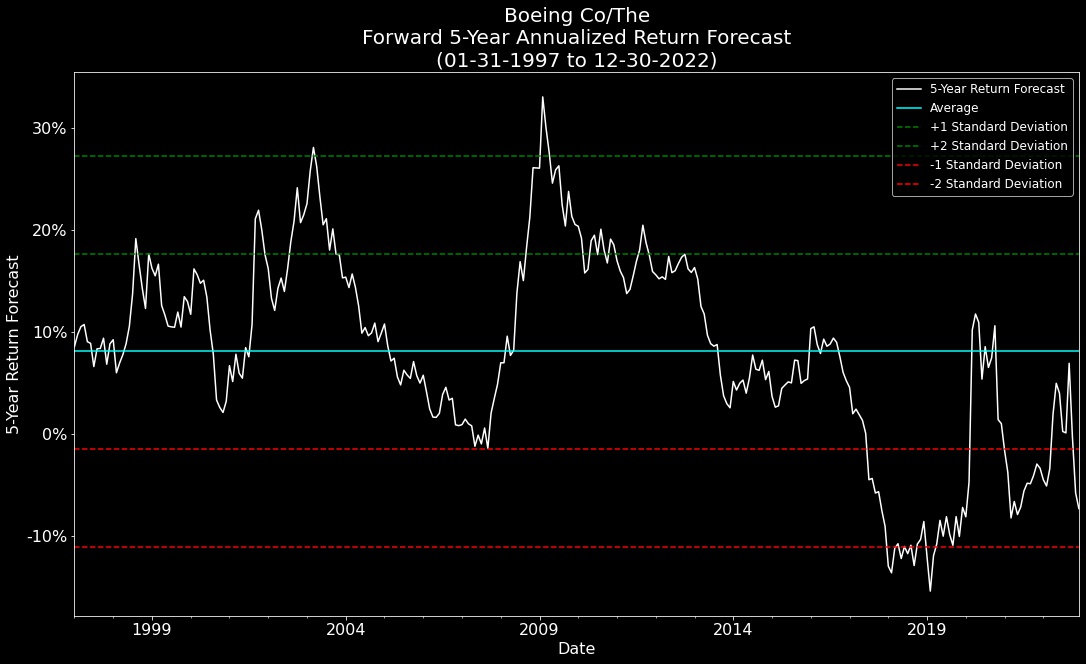 Boeing Co/The
Forward 5-Year Annualized Return Forecast
(01-31-1997 to 12-30-2022)
5-Year Return Forecast
Average
+1 Standard Deviation
+2 Standard Deviation
-1 Standard Deviation
-2 Standard Deviation
5-Year Return Forecast
30%
20%
10%
0%
-10%
1999
2004
2009
2014
2019
Date